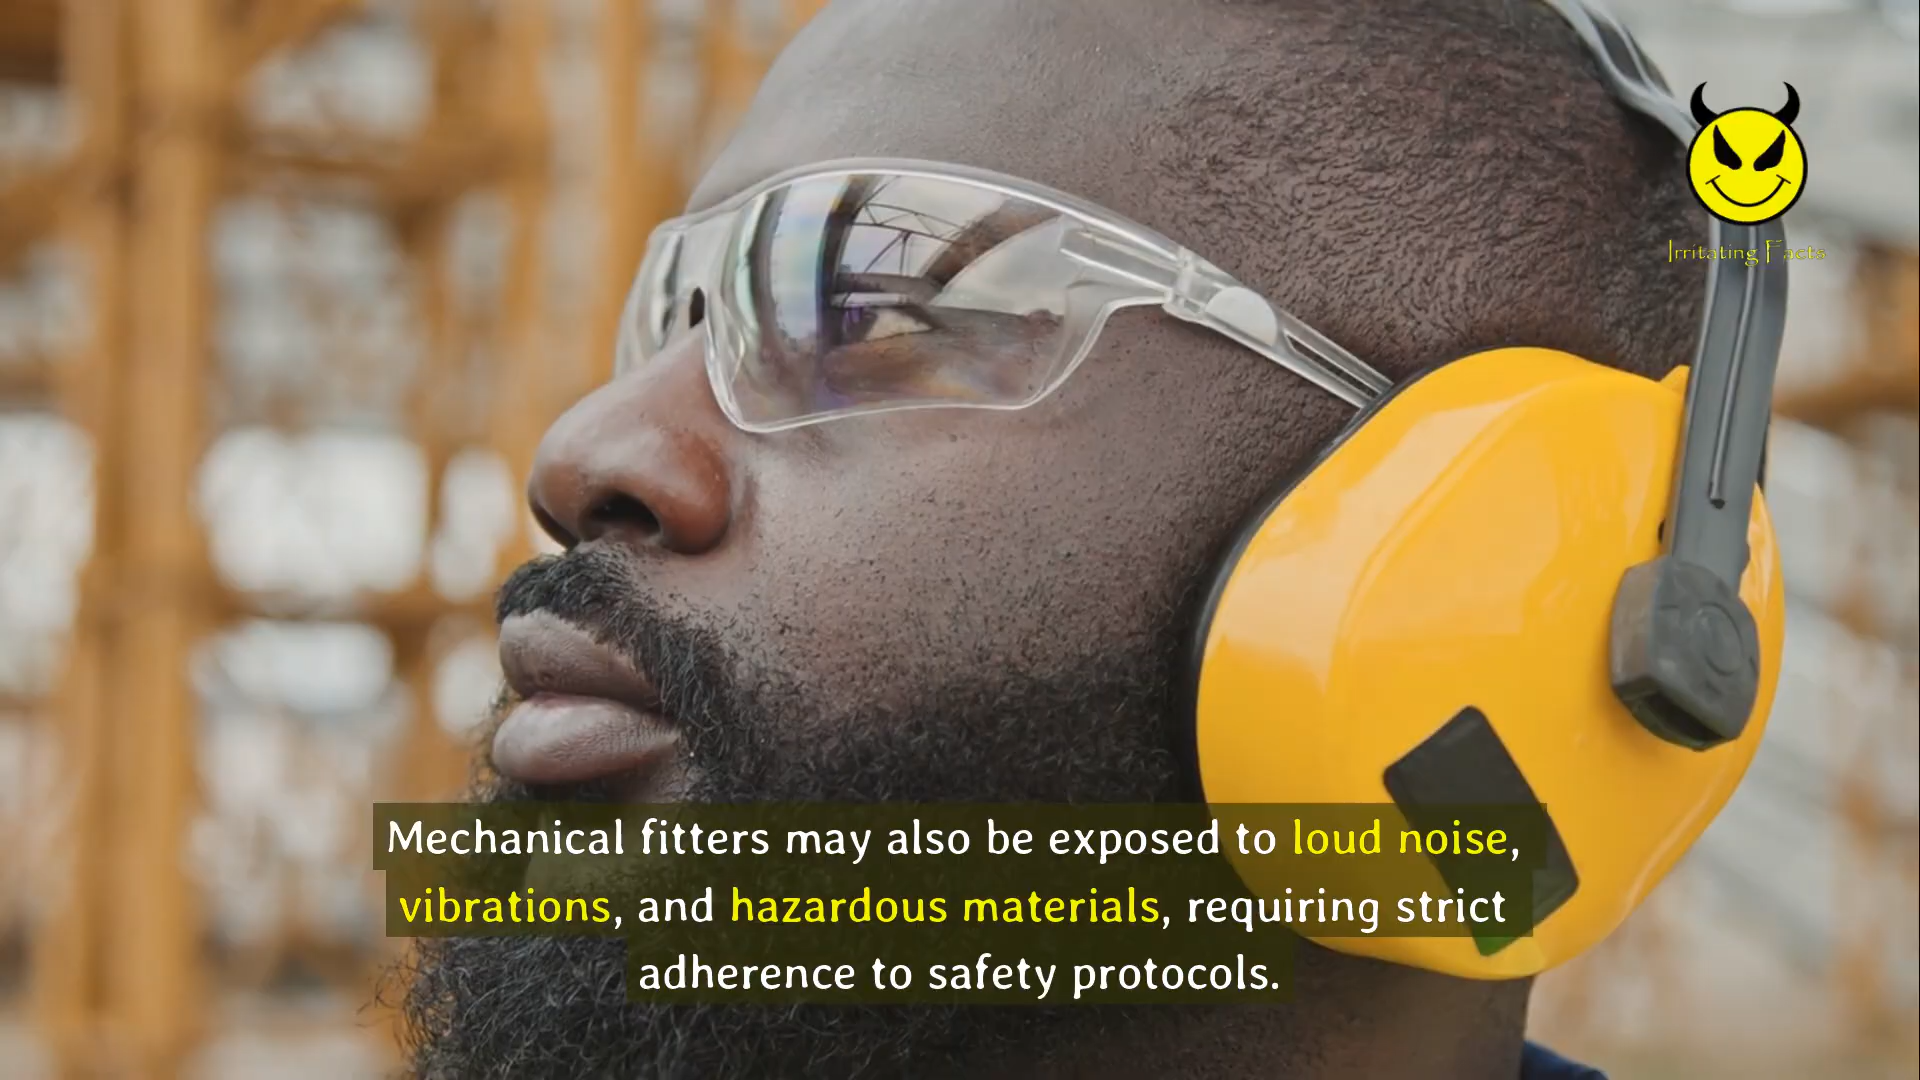 Irritating Facts
Mechanical fitters may also be exposed to loud noise,
vibrations, and hazardous materials, requiring strict
adherence to safety protocols.